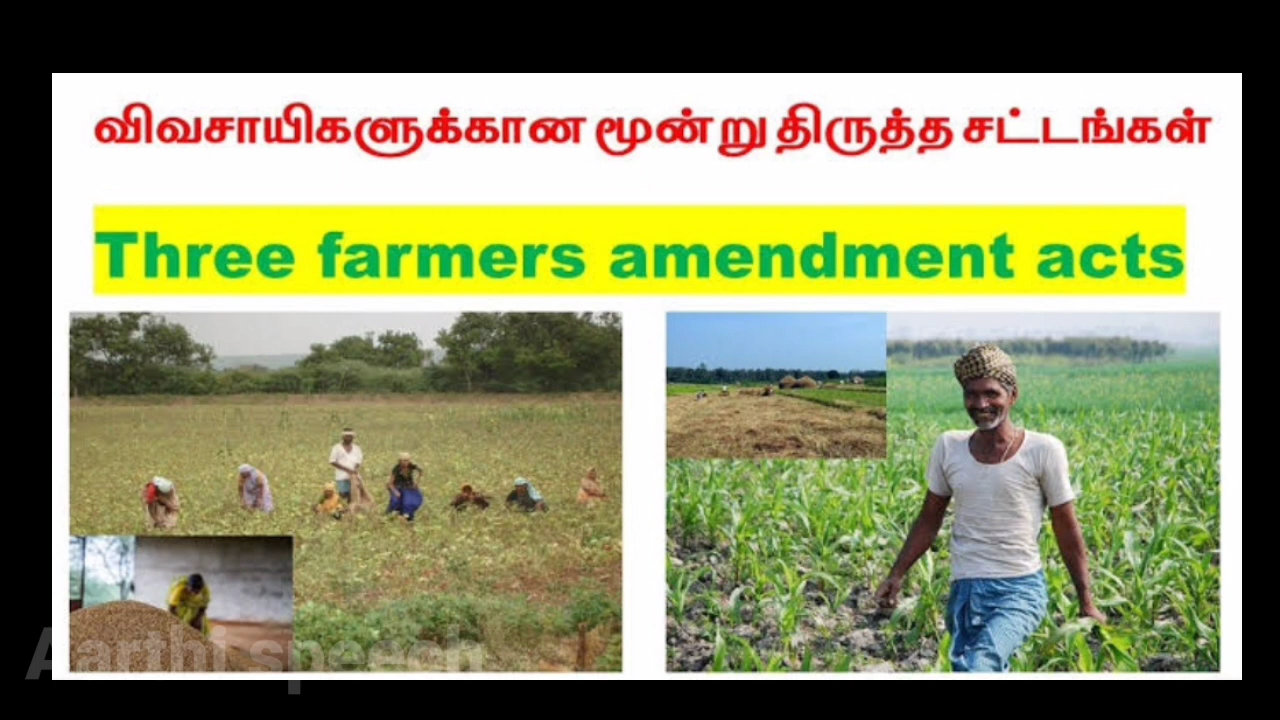 விவசாயிகளுக்கான மூன்று திருத்த சட்டங்கள்
Three farmers amendment acts
Aarthi speech